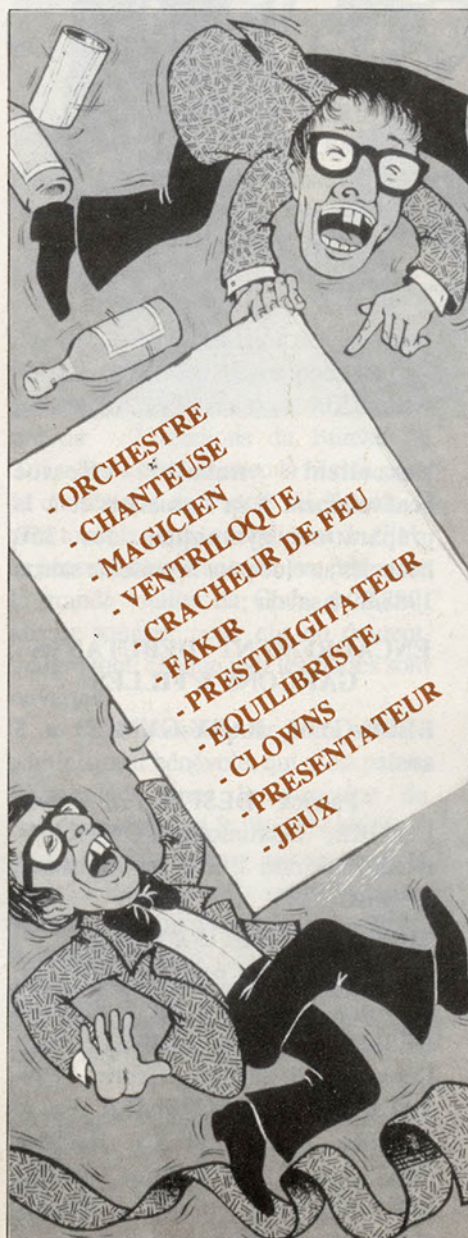 - ORCHESTRE
- CHANTEUSE
- MAGICIEN
- VENTRILOQUE
- CRACHEUR DE FEU
FAKIR
- PRESTIDIGITATEUR
- EQUILIBRISTE
- CLOWNS
- PRESENTATEUR
- JEUX